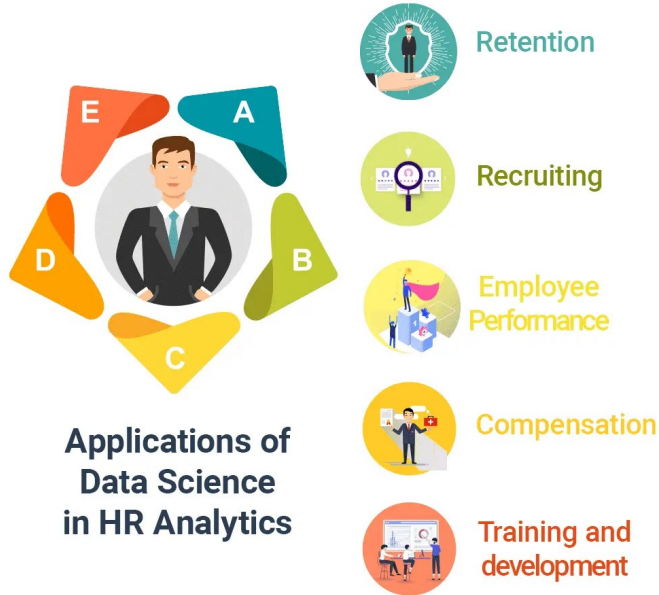 E
A
D
B
C
Applications of
Data Science
in HR Analytics
Retention
Recruiting
Employee
Performance
Compensation
Training and
development